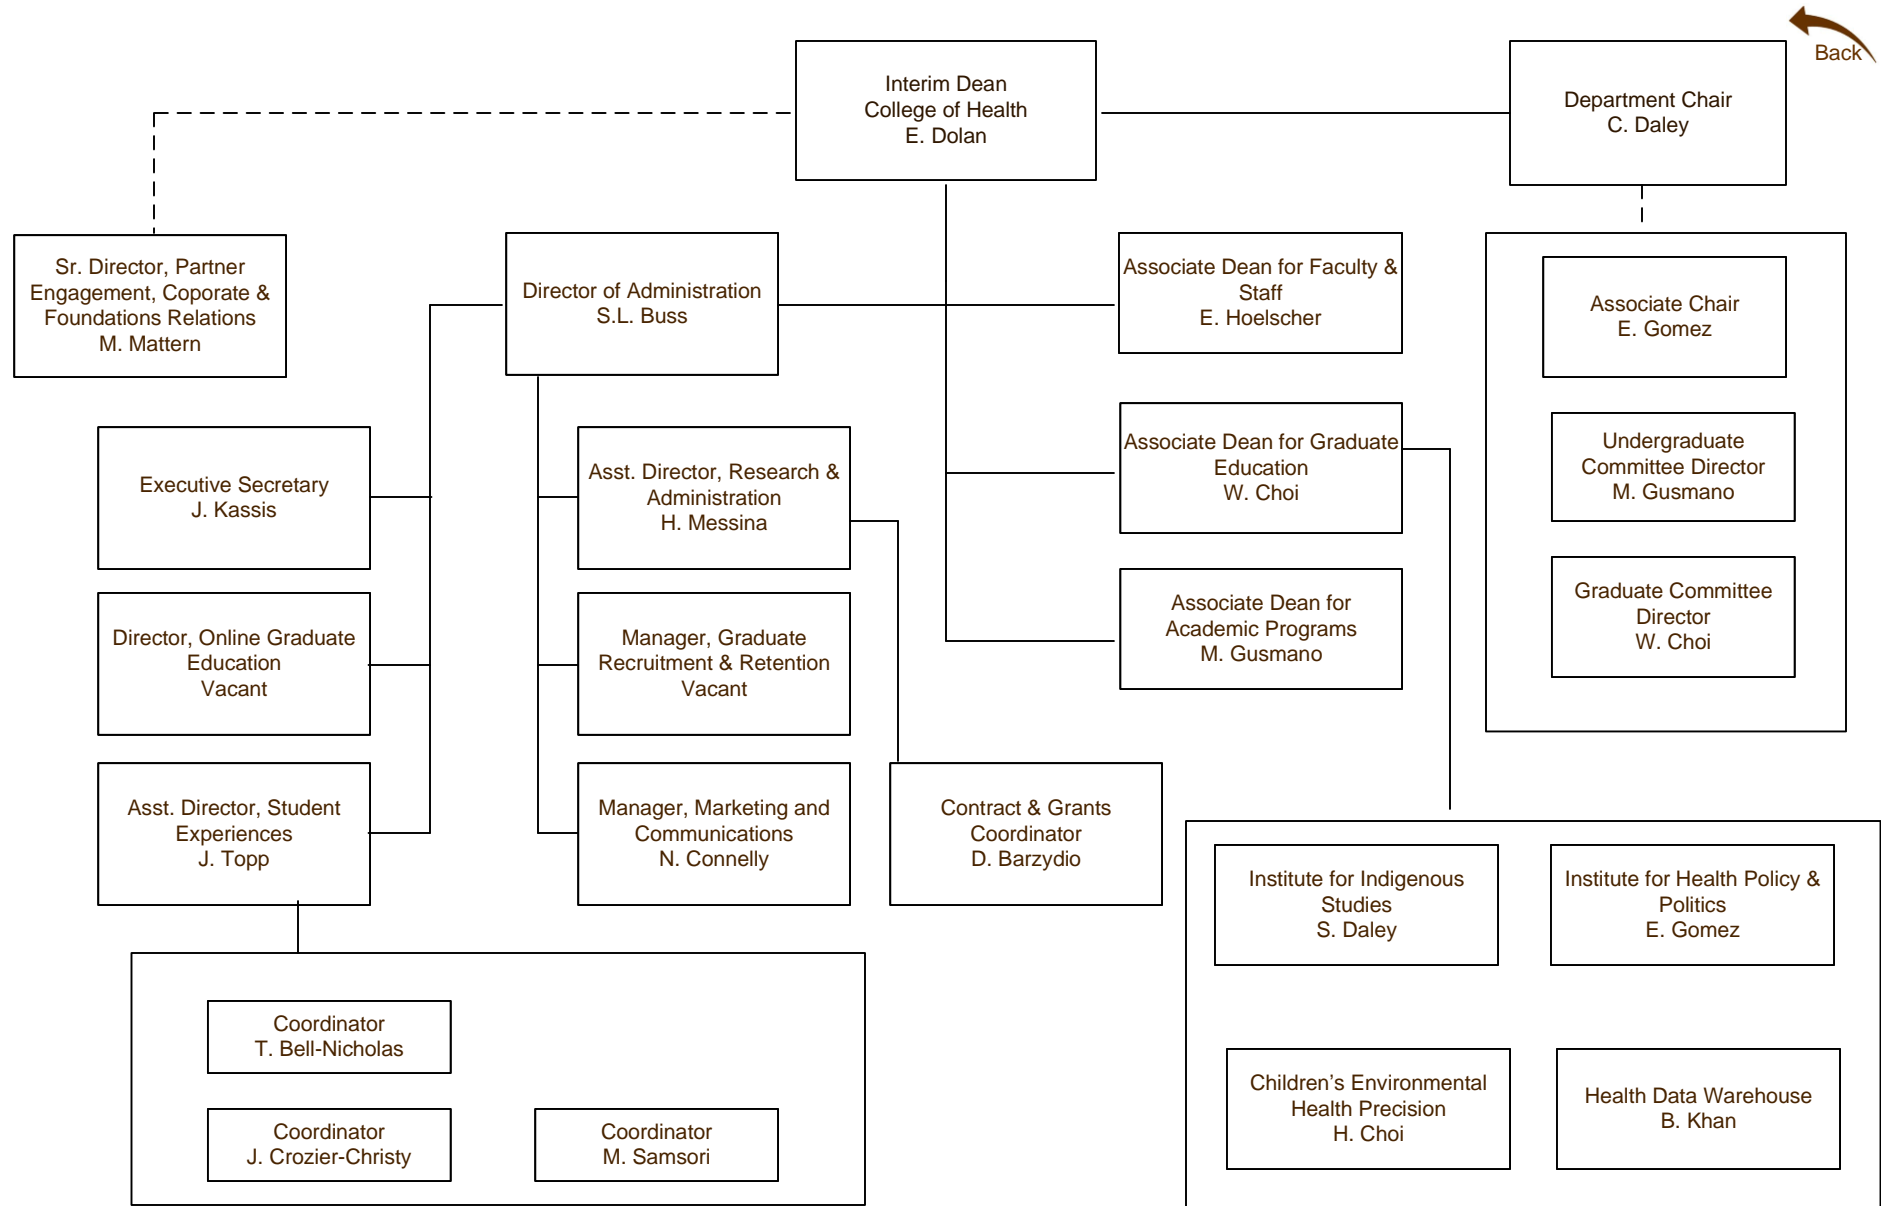 Back
Interim Dean
College of Health
E. Dolan
Department Chair
C. Daley
Sr. Director, Partner
Engagement, Coporate &
Foundations Relations
M. Mattern
Director of Administration
S.L. Buss
Associate Dean for Faculty &
Staff
E. Hoelscher
Associate Chair
E. Gomez
Executive Secretary
J. Kassis
Asst. Director, Research &
Administration
H. Messina
Associate Dean for Graduate
Education
W. Choi
Undergraduate
Committee Director
M. Gusmano
Director, Online Graduate
Education
Vacant
Manager, Graduate
Recruitment & Retention
Vacant
Associate Dean for
Academic Programs
M. Gusmano
Graduate Committee
Director
W. Choi
Asst. Director, Student
Experiences
J. Topp
Manager, Marketing and
Communications
N. Connelly
Contract & Grants
Coordinator
D. Barzydio
Institute for Indigenous
Studies
S. Daley
Institute for Health Policy &
Politics
E. Gomez
Coordinator
T. Bell-Nicholas
Children’s Environmental
Health Precision
H. Choi
Health Data Warehouse
B. Khan
Coordinator
J. Crozier-Christy
Coordinator
M. Samsori